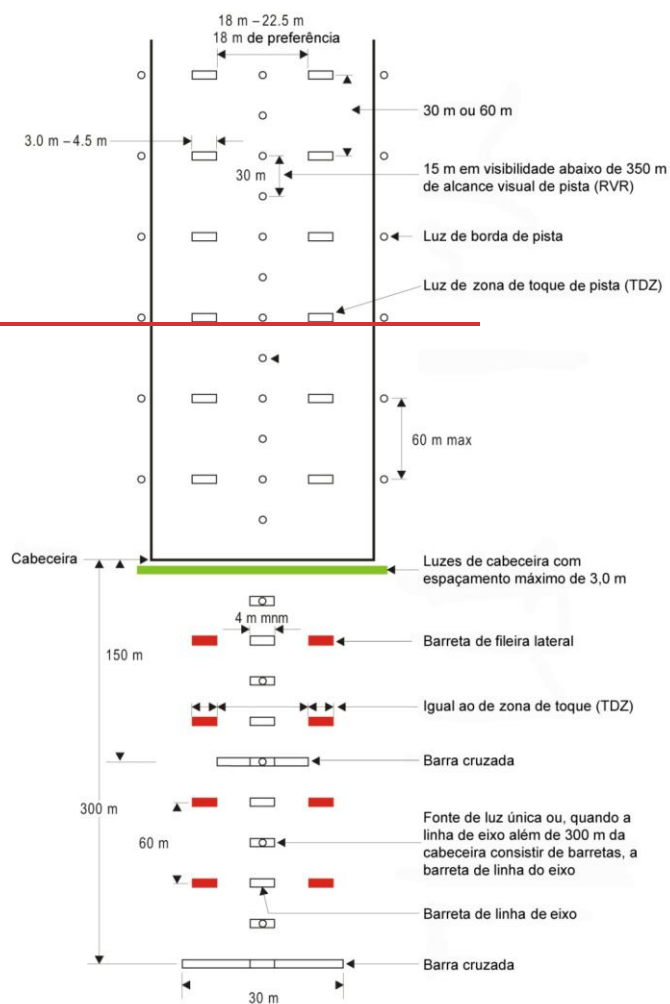 18 m – 22.5 m
18 m de preferência
30 m ou 60 m
3.0 m – 4.5 m
30 m
15 m em visibilidade abaixo de 350 m
de alcance visual de pista (RVR)
Luz de borda de pista
Luz de zona de toque de pista (TDZ)
60 m max
Cabeceira
Luzes de cabeceira com
espaçamento máximo de 3,0 m
4 m mnm
Barreta de fileira lateral
150 m
Igual ao de zona de toque (TDZ)
Barra cruzada
300 m
60 m
Fonte de luz única ou, quando a
linha de eixo além de 300 m da
cabeceira consistir de barretas, a
barreta de linha do eixo
Barreta de linha de eixo
Barra cruzada
30 m